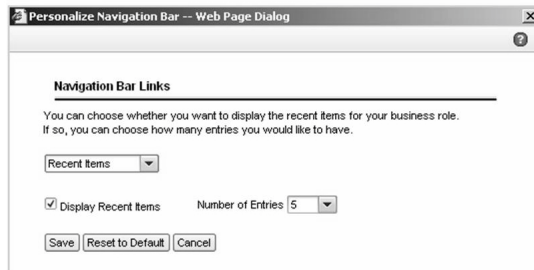 Personalize Navigation Bar -- Web Page Dialog
Navigation Bar Links
You can choose whether you want to display the recent items for your business role.
If so, you can choose how many entries you would like to have.
Recent Items
Display Recent Items Number of Entries 5
Save Reset to Default Cancel